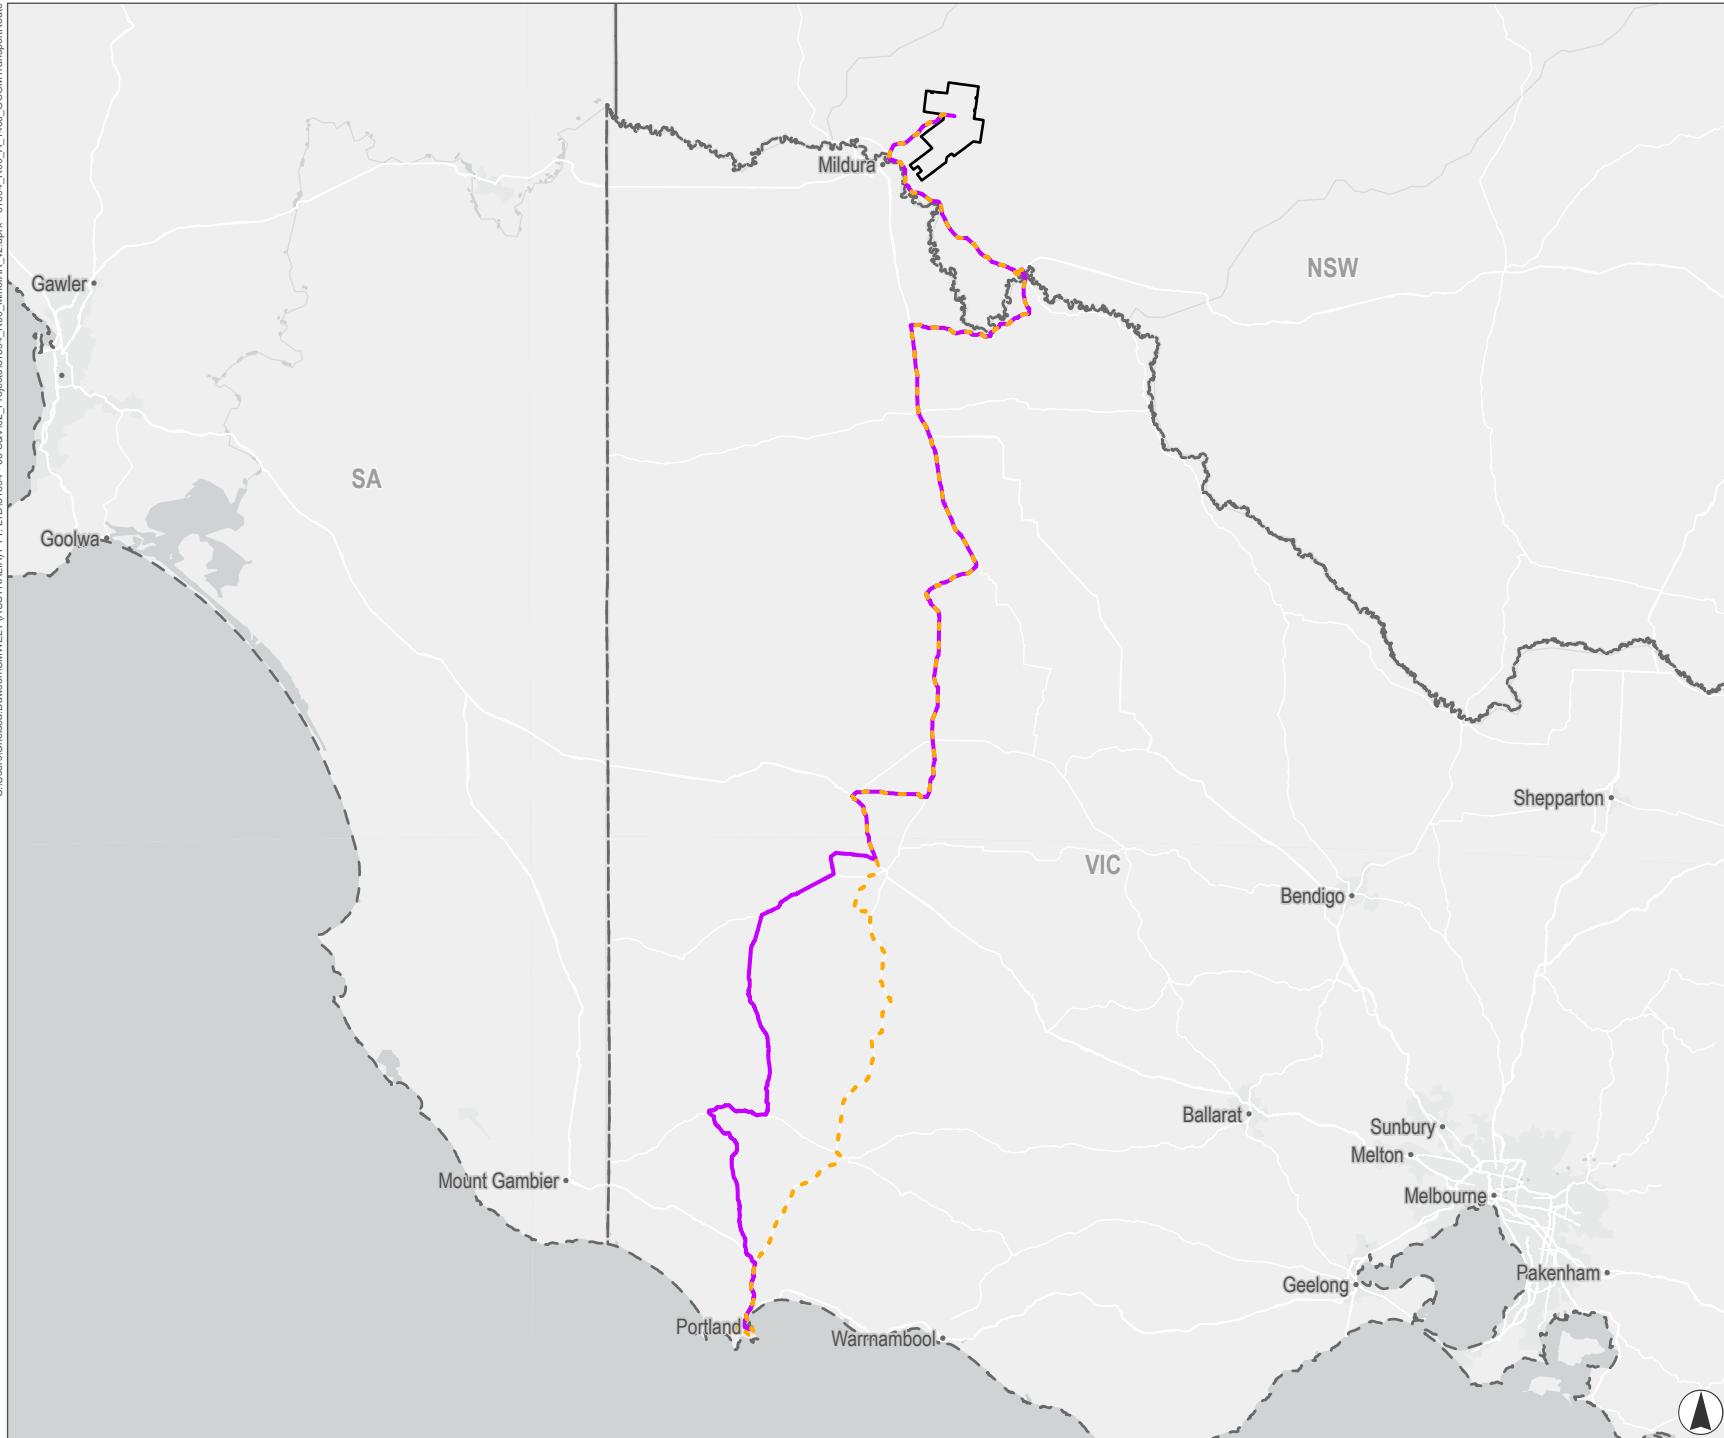 Mildura
NSW
Gawler
SA
Goolwa
Shepparton
VIC
Bendigo
Ballarat
Sunbury
Melton
Mount Gambier
Melbourne
Geelong
Pakenham
Portland
Warrnambool